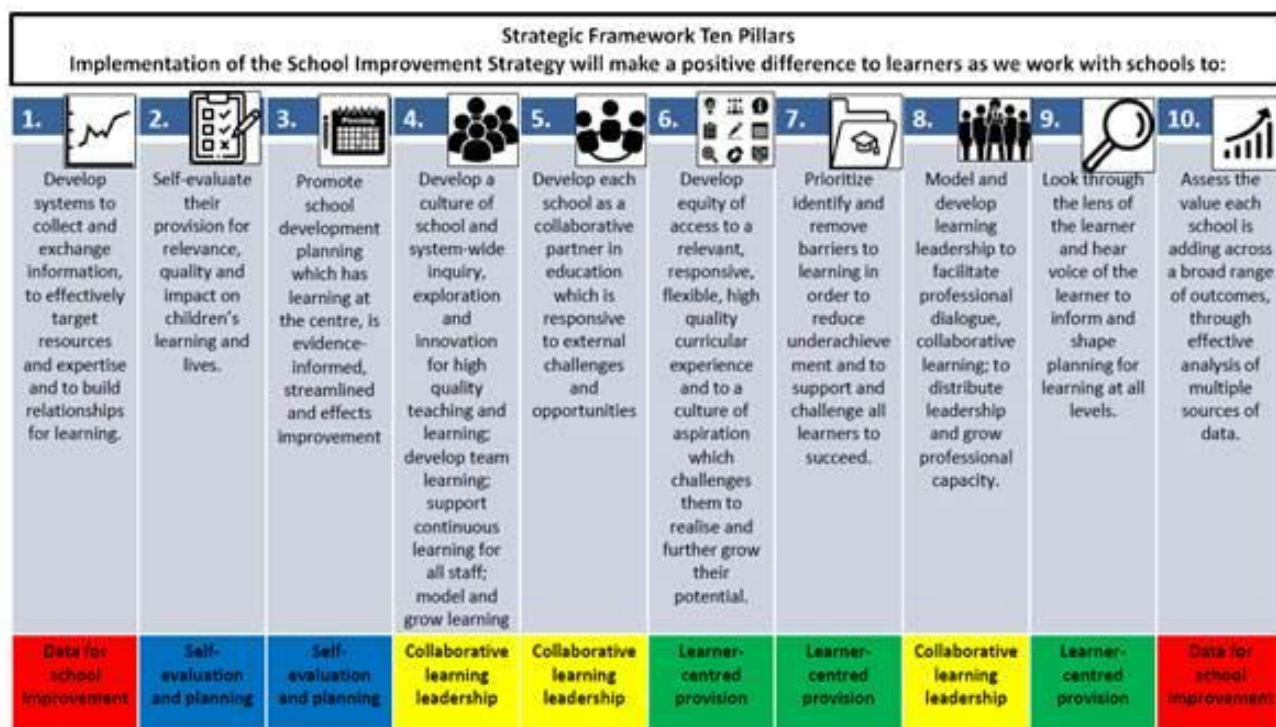 Strategic Framework Ten Pillars
Implementation of the School Improvement Strategy will make a positive difference to learners as we work with schools to:
1.
Develop
systems to
collect and
exchange
information,
to effectively
target
resources
and expertise
and to build
relationships
for learning.
Data for
school
improvement
2.
Self-evaluate
their
provision for
relevance,
quality and
impact on
children's
learning and
lives.
Self-
evaluation
and planning
3.
Planning
Promote
school
development
planning
which has
learning at
the centre, is
evidence-
informed,
streamlined
and effects
improvement
Self-
evaluation
and planning
4.
Develop a
culture of
school and
system-wide
inquiry,
exploration
and
innovation
for high
quality
teaching and
learning;
develop team
learning;
support
continuous
learning for
all staff;
model and
grow learning
Collaborative
learning
leadership
5.
Develop each
school as a
collaborative
partner in
education
which is
responsive
to external
challenges
and
opportunities
Collaborative
learning
leadership
6.
Develop
equity of
access to a
relevant,
responsive,
flexible, high
quality
curricular
experience
and to a
culture of
aspiration
which
challenges
them to
realise and
further grow
their
potential.
Learner-
centred
provision
7.
Prioritize
identify and
remove
barriers to
learning in
order to
reduce
underachieve
ment and to
support and
challenge all
learners to
succeed.
Learner-
centred
provision
8.
Model and
develop
learning
leadership to
facilitate
professional
dialogue,
collaborative
learning; to
distribute
leadership
and grow
professional
capacity.
Collaborative
learning
leadership
9.
Look through
the lens of
the learner
and hear
voice of the
learner to
inform and
shape
planning for
learning at all
levels.
Learner-
centred
provision
10.
Assess the
value each
school is
adding across
a broad range
of outcomes,
through
effective
analysis of
multiple
sources of
data.
Data for
school
improvement